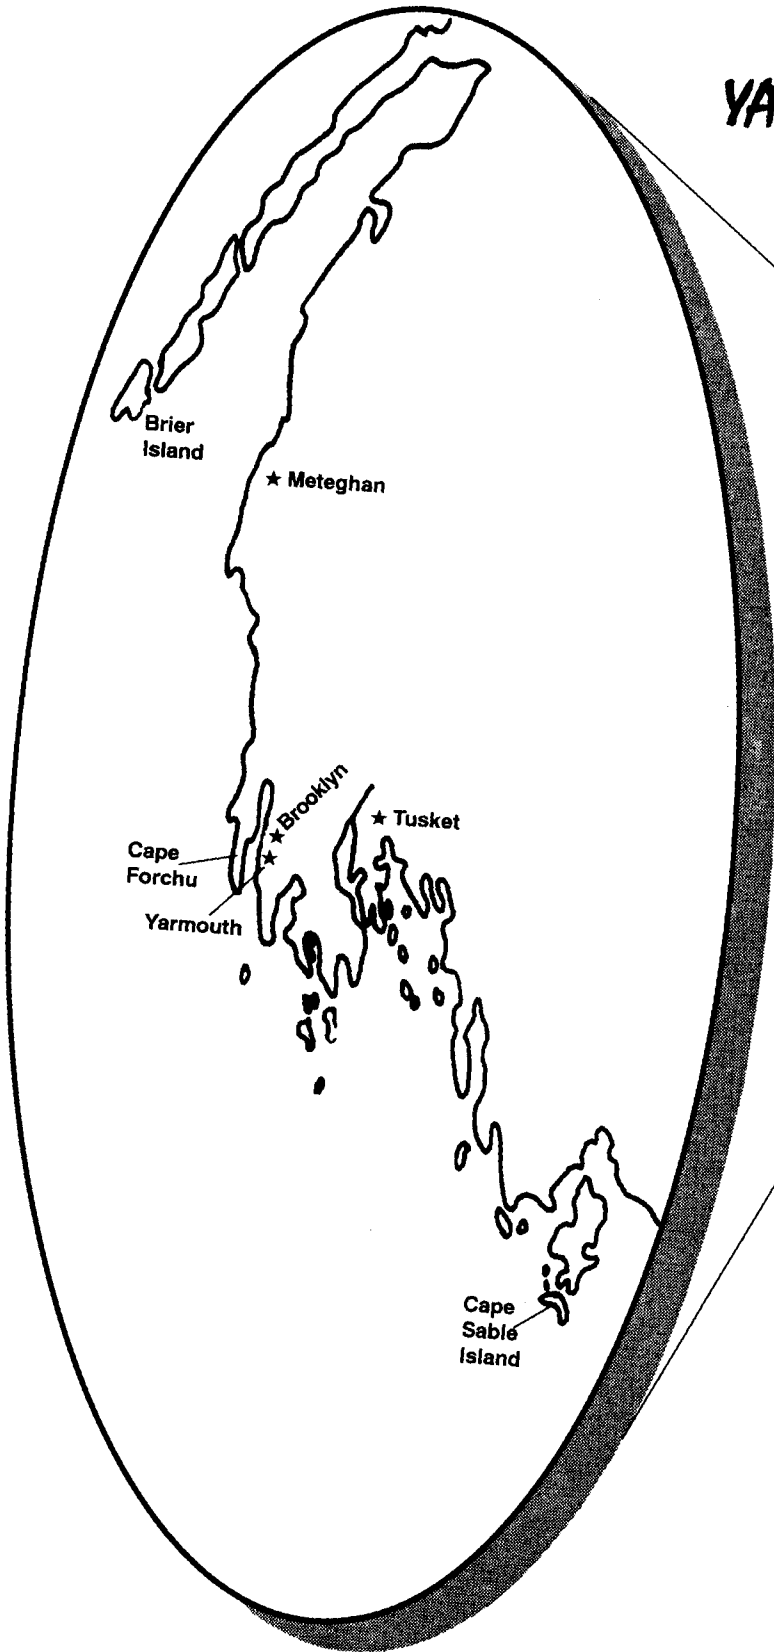 YA
Brier
Island
Meteghan
Brooklyn
Tusket
Cape
Forchu
Yarmouth
Cape
Sable
Island